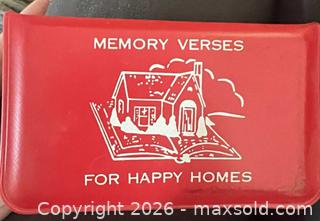 MEMORY VERSES
FOR HAPPY HOMES
Copyright 2026 - maxsold.com